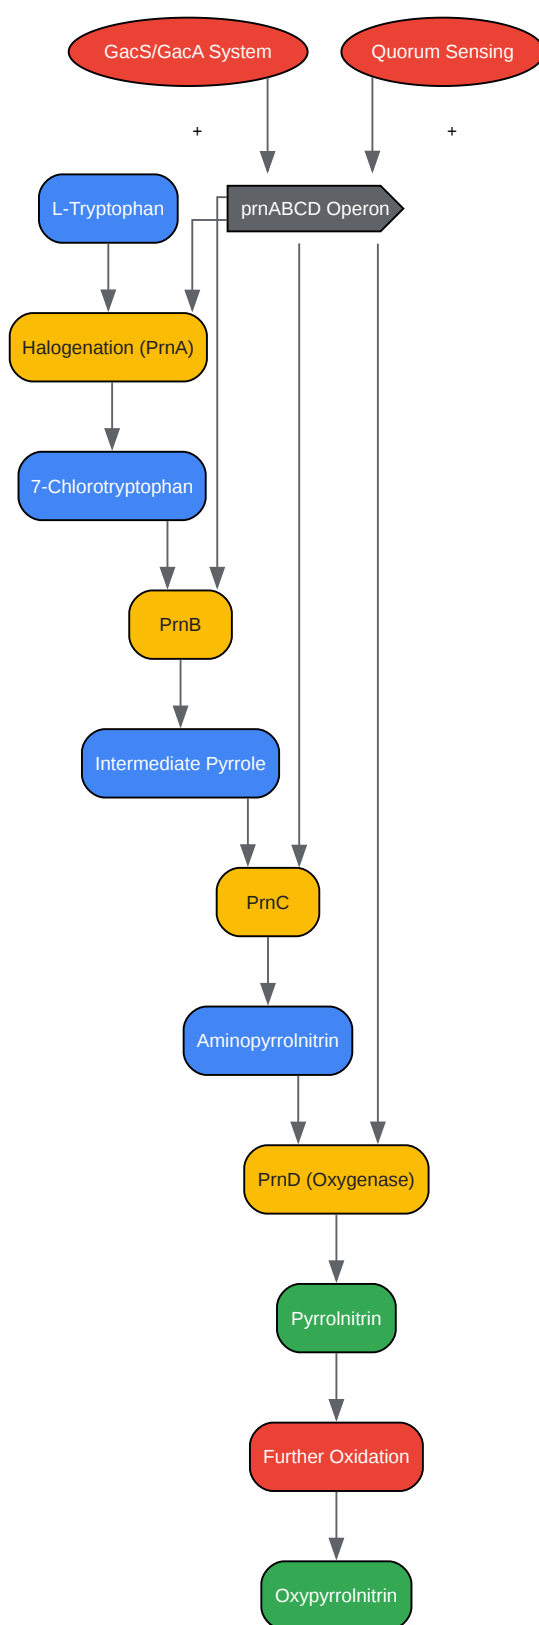 GacS/GacA System
Quorum Sensing
+
+
L-Tryptophan
prnABCD Operon
Halogenation (PrnA)
7-Chlorotryptophan
PrnB
Intermediate Pyrrole
PrnC
Aminopyrrolnitrin
PrnD (Oxygenase)
Pyrrolnitrin
Further Oxidation
Oxypyrrolnitrin